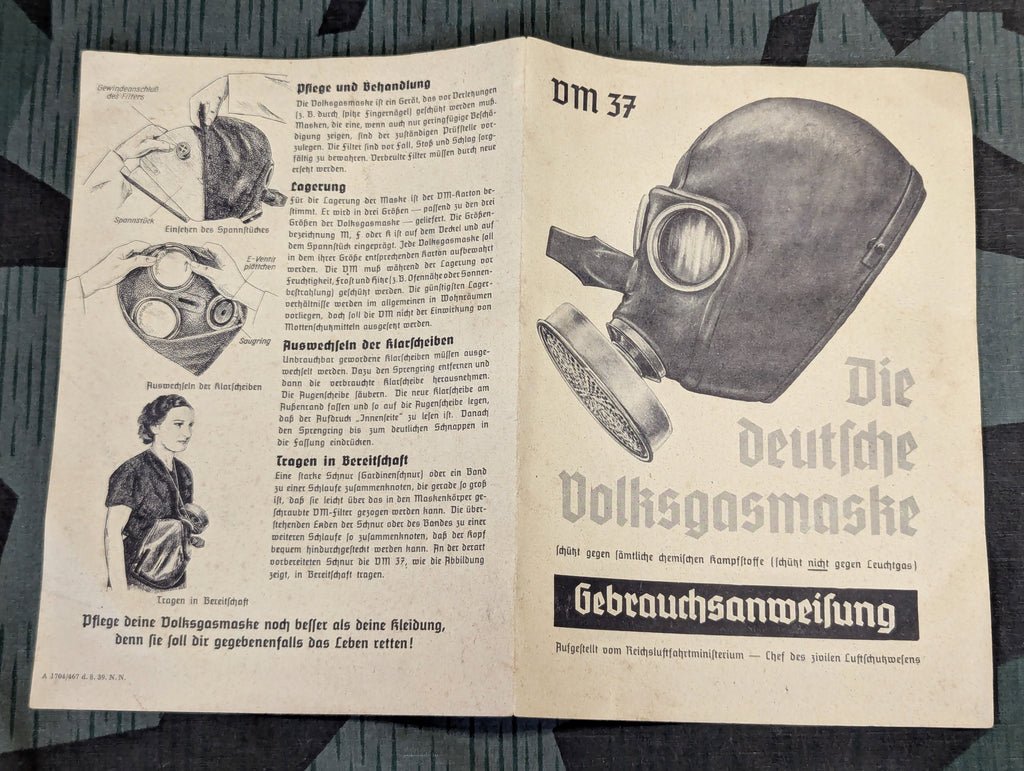 Gewindeanschluß
des Filters
Spannstück
Einsetzen des Spannstückes
E-Ventil
plättchen
Saugring
Auswechseln der Klarscheiben
Tragen in Bereitschaft
Pflege und Behandlung
Die Volksgasmaske ist ein Gerät, das vor Verletzungen
(z. B. durch spitze Fingernägel) geschützt werden muß.
Masken, die eine, wenn auch nur geringfügige Beschä-
digung zeigen, sind der zuständigen Prüfstelle vor-
zulegen. Die Filter sind vor Fall, Stoß und Schlag sorg-
fältig zu bewahren. Verbeulte Filter müssen durch neue
ersetzt werden.
Lagerung
Für die Lagerung der Maske ist der VM-Karton be-
stimmt. Er wird in drei Größen — passend zu den drei
Größen der Volksgasmaske — geliefert. Die Größen-
bezeichnung M, F oder K ist auf dem Deckel und auf
dem Spannstück eingeprägt. Jede Volksgasmaske soll
in dem ihrer Größe entsprechenden Karton aufbewahrt
werden. Die VM muß während der Lagerung vor
Feuchtigkeit, Frost und Hitze (z. B. Ofennähe oder Sonnen-
bestrahlung) geschützt werden. Die günstigsten Lager-
verhältnisse werden im allgemeinen in Wohnräumen
vorliegen, doch soll die VM nicht der Einwirkung von
Mottenschutzmitteln ausgesetzt werden.
Auswechseln der Klarscheiben
Unbrauchbar gewordene Klarscheiben müssen ausge-
wechselt werden. Dazu den Sprengring entfernen und
dann die verbrauchte Klarscheibe herausnehmen.
Die Augenscheibe säubern. Die neue Klarscheibe am
Außenrand fassen und so auf die Augenscheibe legen,
daß der Aufdruck „Innenseite“ zu lesen ist. Danach
den Sprengring bis zum deutlichen Schnappen in
die Fassung eindrücken.
Tragen in Bereitschaft
Eine starke Schnur (Gardinenschnur) oder ein Band
zu einer Schlaufe zusammenknoten, die gerade so groß
ist, daß sie leicht über das in den Maskenkörper ge-
schraubte VM-Filter gezogen werden kann. Die über-
stehenden Enden der Schnur oder des Bandes zu einer
weiteren Schlaufe so zusammenknoten, daß der Kopf
bequem hindurchgesteckt werden kann. An der derart
vorbereiteten Schnur die VM 37, wie die Abbildung
zeigt, in Bereitschaft tragen.
Pflege deine Volksgasmaske noch besser als deine Kleidung,
denn sie soll dir gegebenenfalls das Leben retten!
A 1704/467 d. 8. 39. N. N.
VM 37
Die
deutsche
Volksgasmaske
schützt gegen sämtliche chemischen Kampfstoffe (schützt nicht gegen Leuchtgas)
Gebrauchsanweisung
Aufgestellt vom Reichsluftfahrtministerium — Chef des zivilen Luftschutzwesens